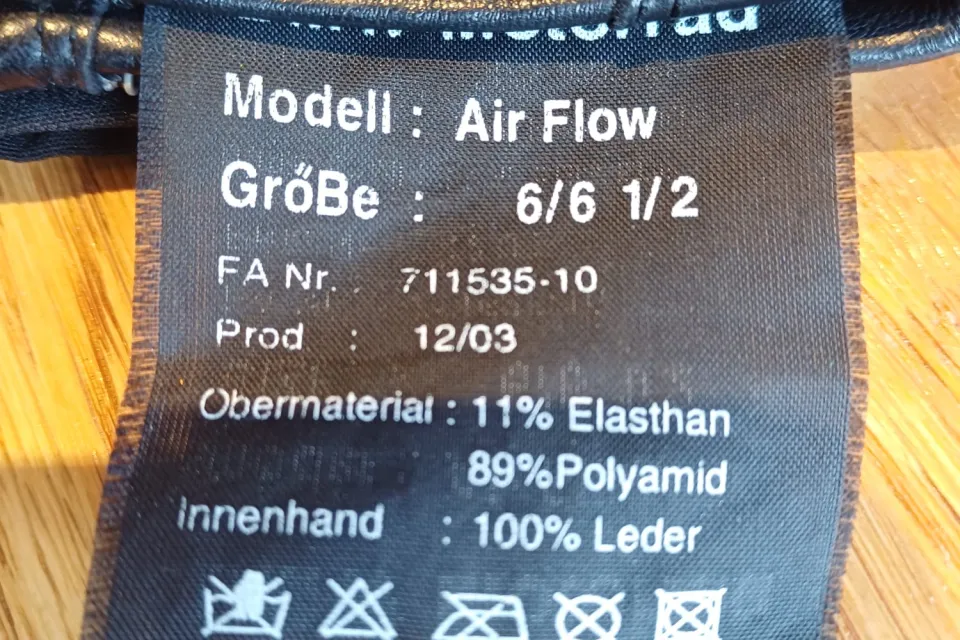 Motorrad
Modell : Air Flow
GrőBe : 6/6 1/2
FA Nr. . 711535-10
Prod : 12/03
Obermaterial : 11% Elasthan
89%Polyamid
Innenhand : 100% Leder